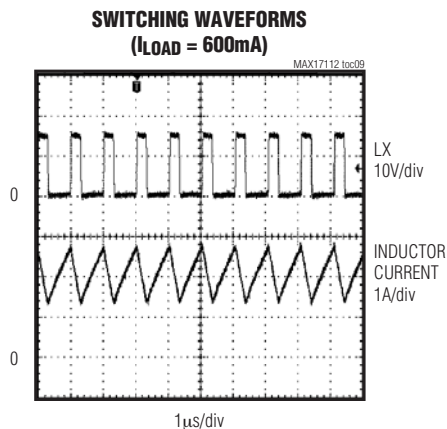 SWITCHING WAVEFORMS
(ILOAD = 600mA)
MAX17112 toc09
T
LX
10V/div
0
INDUCTOR
CURRENT
1A/div
0
1µs/div